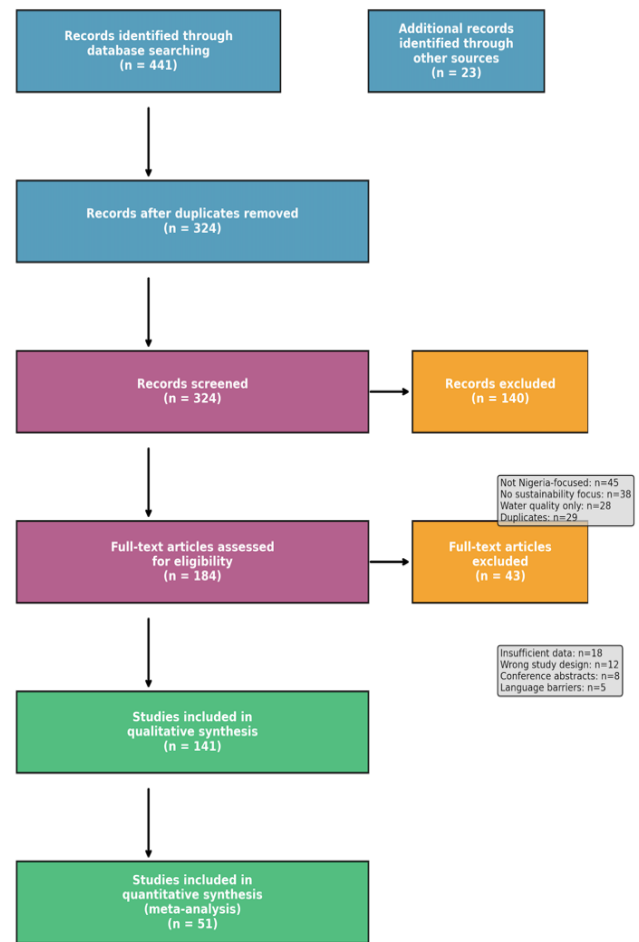 Records identified through
database searching
(n = 441)
Additional records
identified through
other sources
(n = 23)
Records after duplicates removed
(n = 324)
Records screened
(n = 324)
Records excluded
(n = 140)
Not Nigeria-focused: n=45
No sustainability focus: n=38
Water quality only: n=28
Duplicates: n=29
Full-text articles assessed
for eligibility
(n = 184)
Full-text articles
excluded
(n = 43)
Insufficient data: n=18
Wrong study design: n=12
Conference abstracts: n=8
Language barriers: n=5
Studies included in
qualitative synthesis
(n = 141)
Studies included in
quantitative synthesis
(meta-analysis)
(n = 51)